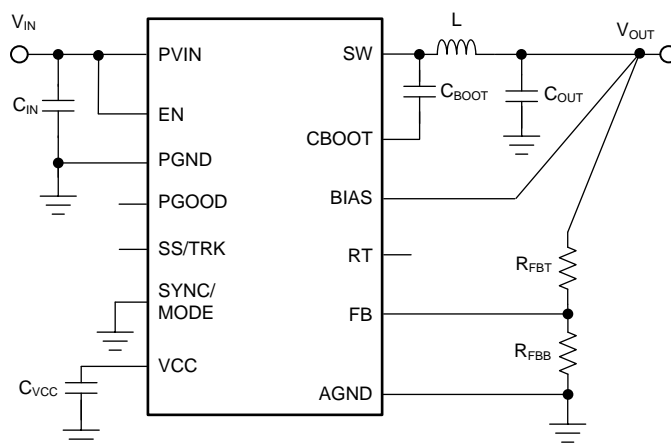 VIN
L
VOUT
PVIN
SW
CIN
CBOOT
COUT
EN
CBOOT
PGND
BIAS
PGOOD
SS/TRK
RT
RFBT
SYNC/
MODE
FB
RFBB
VCC
CVCC
AGND